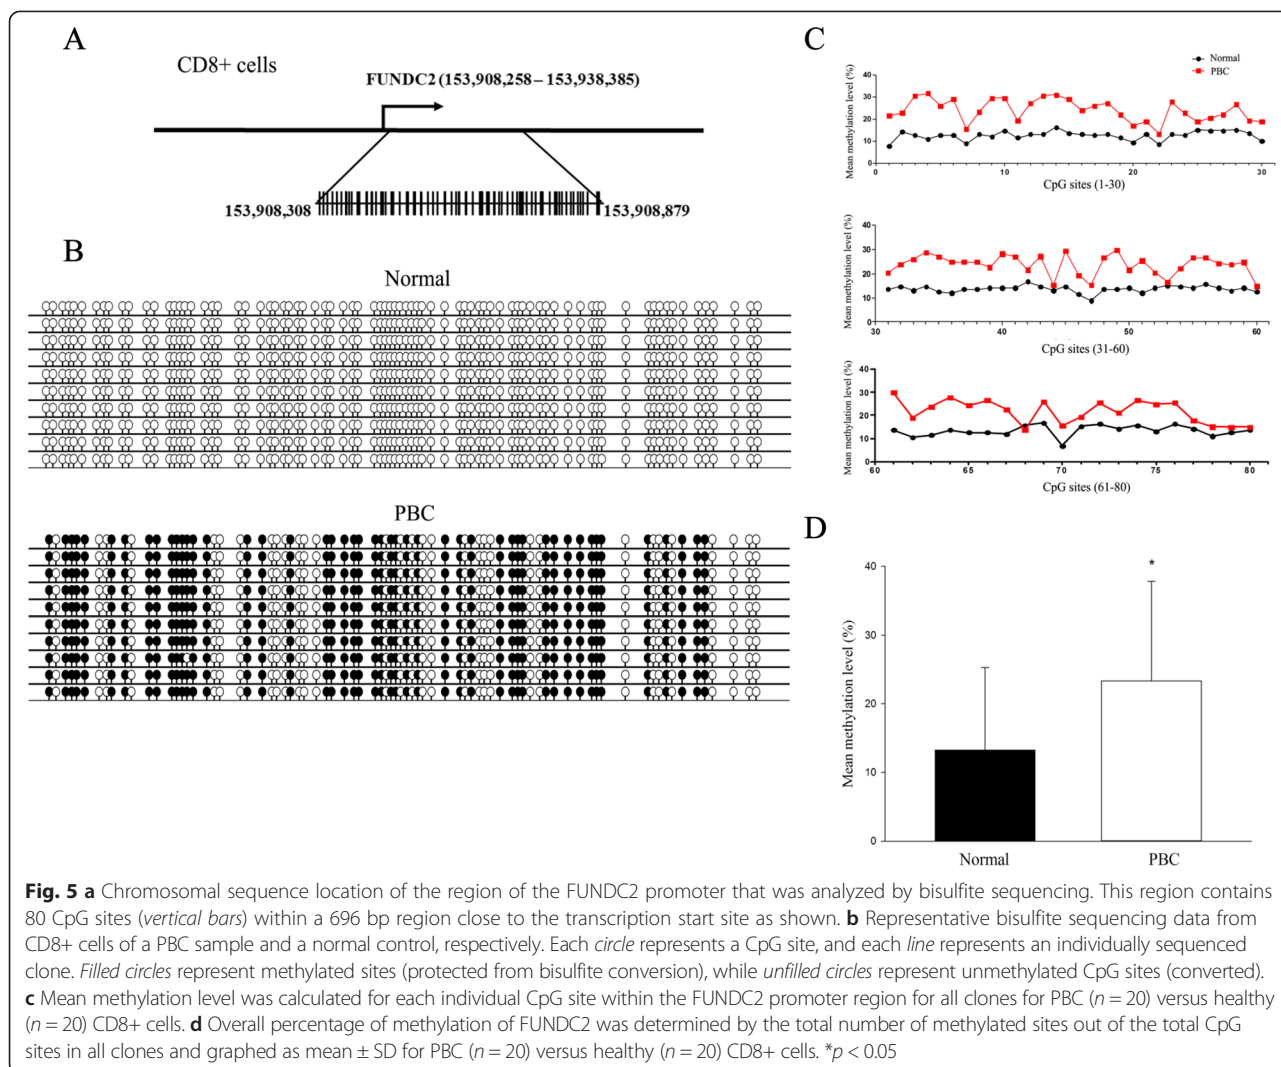 A
CD8+ cells
FUNDC2 (153,908,258 – 153,938,385)
153,908,308
153,908,879
B
Normal
PBC
C
Normal
PBC
Mean methylation level (%)
40
30
20
10
0
0
10
20
30
CpG sites (1-30)
Mean methylation level (%)
40
30
20
10
0
30
40
50
60
CpG sites (31-60)
Mean methylation level (%)
40
30
20
10
0
60
65
70
75
80
CpG sites (61-80)
D
Mean methylation level (%)
40
30
20
10
0
*
Normal
PBC
Fig. 5 a Chromosomal sequence location of the region of the FUNDC2 promoter that was analyzed by bisulfite sequencing. This region contains
80 CpG sites (vertical bars) within a 696 bp region close to the transcription start site as shown. b Representative bisulfite sequencing data from
CD8+ cells of a PBC sample and a normal control, respectively. Each circle represents a CpG site, and each line represents an individually sequenced
clone. Filled circles represent methylated sites (protected from bisulfite conversion), while unfilled circles represent unmethylated CpG sites (converted).
c Mean methylation level was calculated for each individual CpG site within the FUNDC2 promoter region for all clones for PBC (n = 20) versus healthy
(n = 20) CD8+ cells. d Overall percentage of methylation of FUNDC2 was determined by the total number of methylated sites out of the total CpG
sites in all clones and graphed as mean ± SD for PBC (n = 20) versus healthy (n = 20) CD8+ cells. *p < 0.05